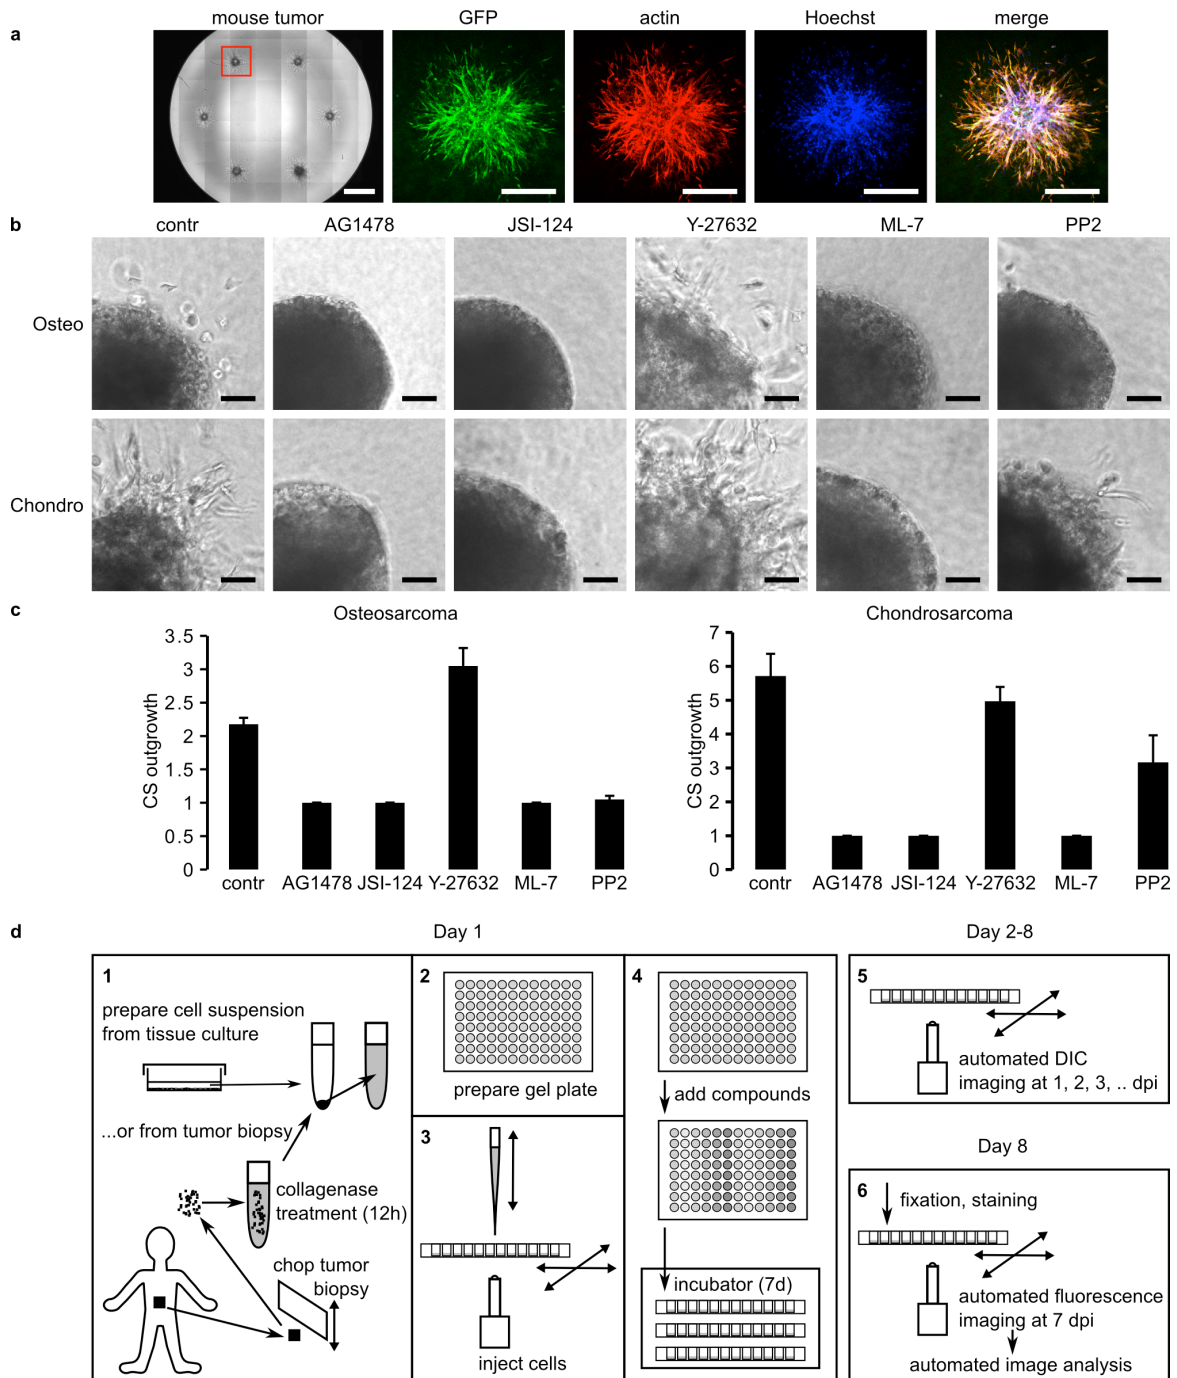 a
mouse tumor
GFP
actin
Hoechst
merge
b
contr
AG1478
JSI-124
Y-27632
ML-7
PP2
Osteo
Chondro
c
Osteosarcoma
CS outgrowth
3.5
3
2.5
2
1.5
1
0.5
0
contr
AG1478
JSI-124
Y-27632
ML-7
PP2
Chondrosarcoma
CS outgrowth
7
6
5
4
3
2
1
0
contr
AG1478
JSI-124
Y-27632
ML-7
PP2
d
Day 1
1
prepare cell suspension
from tissue culture
...or from tumor biopsy
collagenase
treatment (12h)
chop tumor
biopsy
2
prepare gel plate
3
inject cells
4
add compounds
incubator (7d)
Day 2-8
5
automated DIC
imaging at 1, 2, 3, .. dpi
Day 8
6
fixation, staining
automated fluorescence
imaging at 7 dpi
automated image analysis